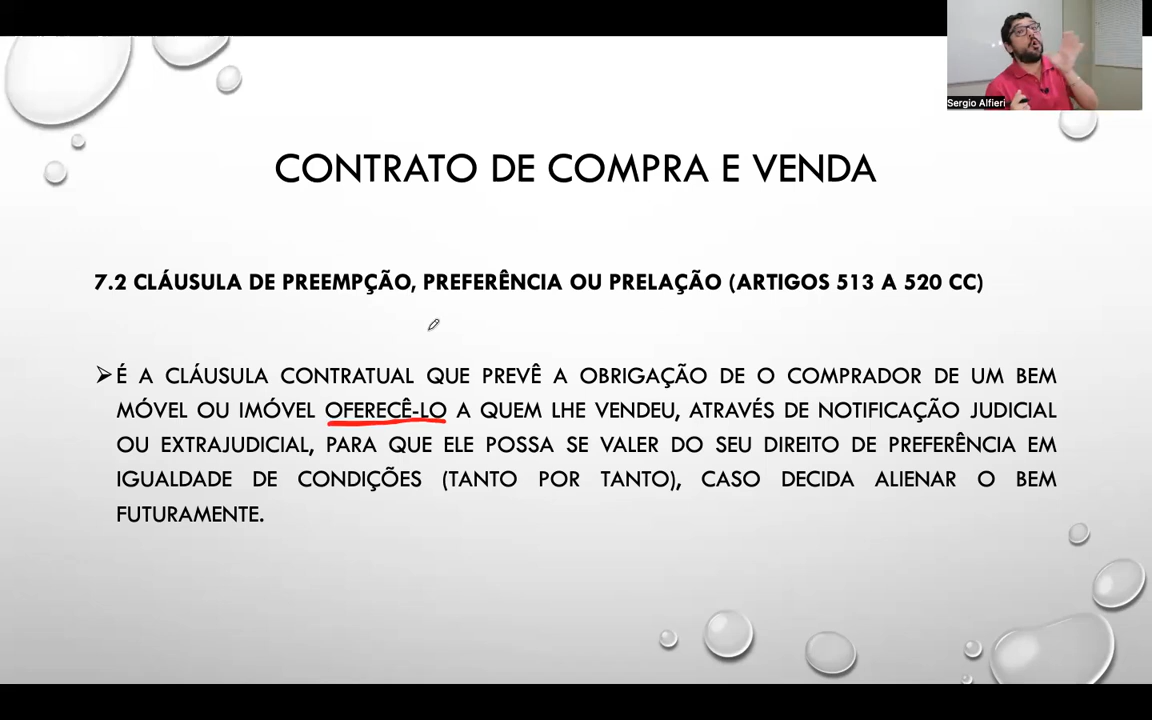 Sergio Alfieri
CONTRATO DE COMPRA E VENDA
7.2 CLÁUSULA DE PREEMPÇÃO, PREFERÊNCIA OU PRELAÇÃO (ARTIGOS 513 A 520 CC)
➢É A CLÁUSULA CONTRATUAL QUE PREVÊ A OBRIGAÇÃO DE O COMPRADOR DE UM BEM
MÓVEL OU IMÓVEL OFERECÊ-LO A QUEM LHE VENDEU, ATRAVÉS DE NOTIFICAÇÃO JUDICIAL
OU EXTRAJUDICIAL, PARA QUE ELE POSSA SE VALER DO SEU DIREITO DE PREFERÊNCIA EM
IGUALDADE DE CONDIÇÕES (TANTO POR TANTO), CASO DECIDA ALIENAR O BEM
FUTURAMENTE.